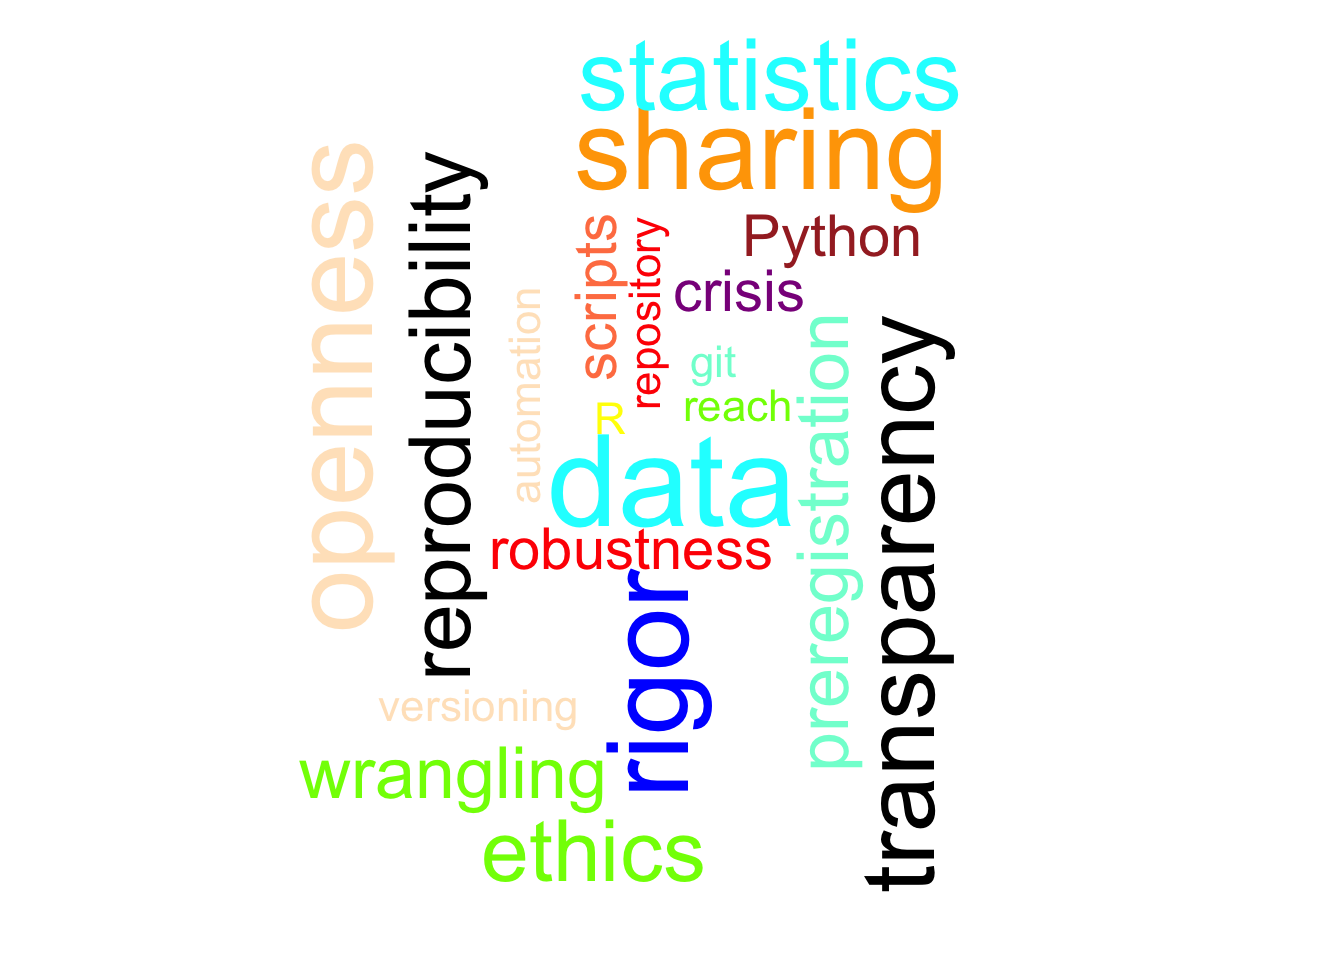 statistics
sharing
openness
reproducibility
scripts
repository
Python
crisis
automation
git
reach
R
preregistration
transparency
data
robustness
rigor
versioning
wrangling
ethics